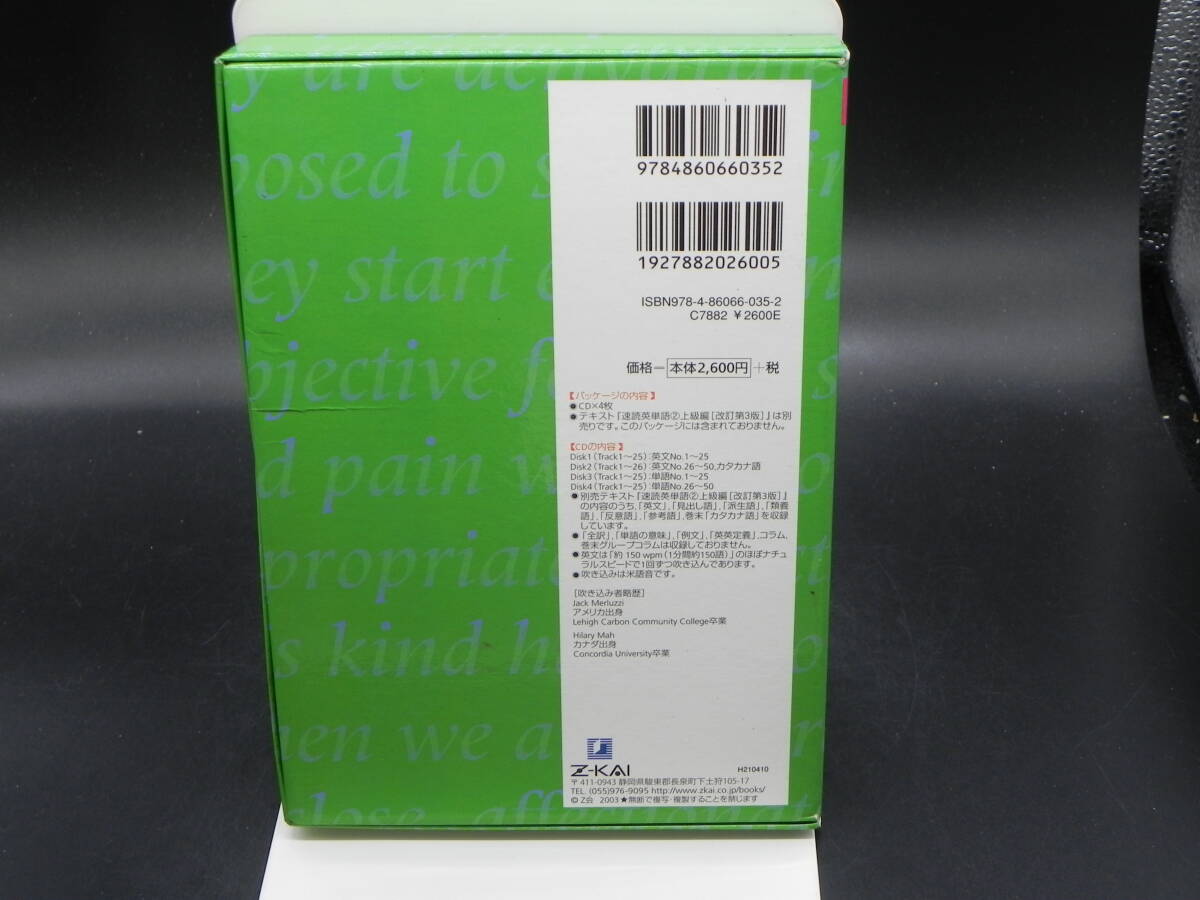 y are activate
posed to s in
ey start
bjective f s
d pain w o
propriat ct
s kind h o
hen we a r
close, affectionat
9784860660352
1927882026005
ISBN978-4-86066-035-2
C7882 ¥2600E
価格=本体2,600円+税
【パッケージの内容】
●CD×4枚
●テキスト『速読英単語②上級編[改訂第3版]』は別
売りです。このパッケージには含まれておりません。
【CDの内容】
Disk1(Track1~25):英文No.1~25
Disk2(Track1~26):英文No.26~50,カタカナ語
Disk3(Track1~25):単語No.1~25
Disk4(Track1~25):単語No.26~50
●別売テキスト『速読英単語②上級編[改訂第3版]』
の内容のうち,「英文」,「見出し語」,「派生語」,「類義
語」,「反意語」,「参考語」,巻末「カタカナ語」を収録
しています。
●「全訳」,「単語の意味」,「例文」,「英英定義」,コラム,
巻末グループコラムは収録しておりません。
●英文は「約150 wpm(1分間約150語)」のほぼナチュ
ラルスピードで1回ずつ吹き込んであります。
●吹き込みは米語音です。
[吹き込み者略歴]
Jack Merluzzi
アメリカ出身
Lehigh Carbon Community College卒業
Hilary Mah
カナダ出身
Concordia University卒業
Z-KAI
H210410
〒411-0943 静岡県駿東郡長泉町下土狩105-17
TEL. (055)976-9095 http://www.zkai.co.jp/books/
© Z会 2003★無断で複写・複製することを禁じます